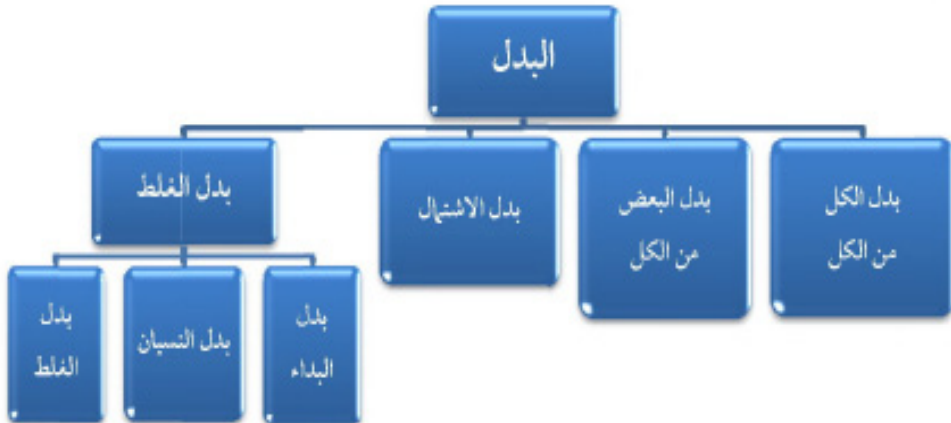 البدل
بدل الكل
من الكل
بدل البعض
من الكل
بدل الاشتمال
بدل الغلط
بدل
البداء
بدل النسيان
بدل
الغلط